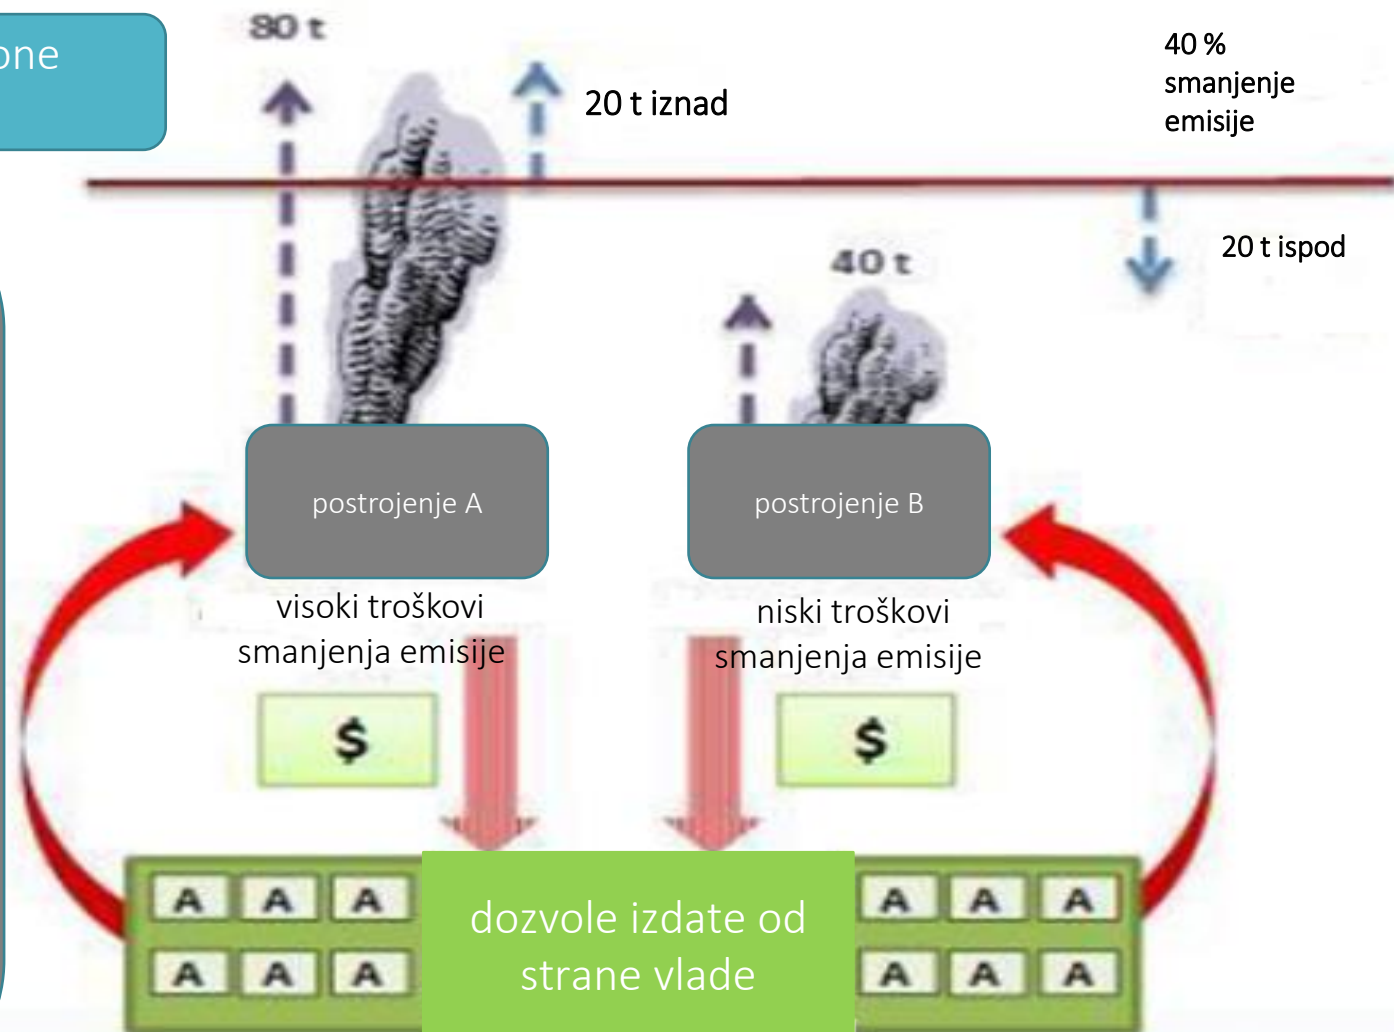 80 t
20 t iznad
40 %
smanjenje
emisije
20 t ispod
40 t
postrojenje A
postrojenje B
visoki troškovi
smanjenja emisije
niski troškovi
smanjenja emisije
$
$
A A A
A A A
dozvole izdate od
strane vlade
A A A
A A A